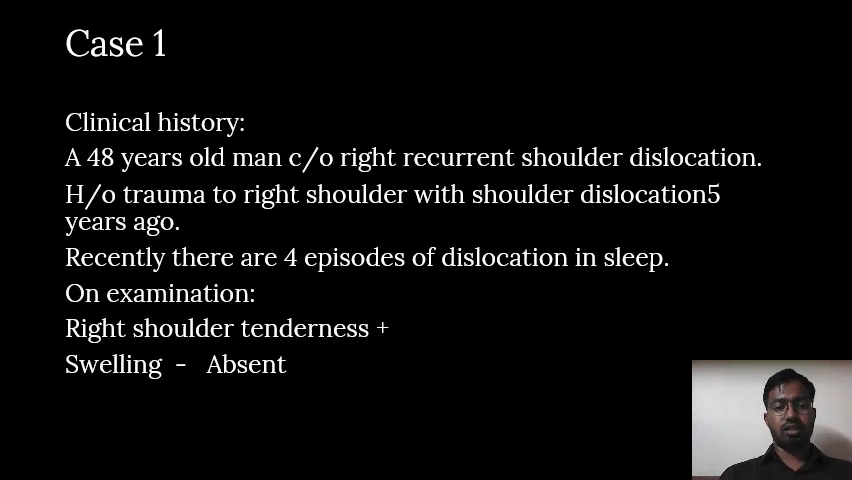 Case 1
Clinical history:
A 48 years old man c/o right recurrent shoulder dislocation.
H/o trauma to right shoulder with shoulder dislocation5
years ago.
Recently there are 4 episodes of dislocation in sleep.
On examination:
Right shoulder tenderness +
Swelling - Absent